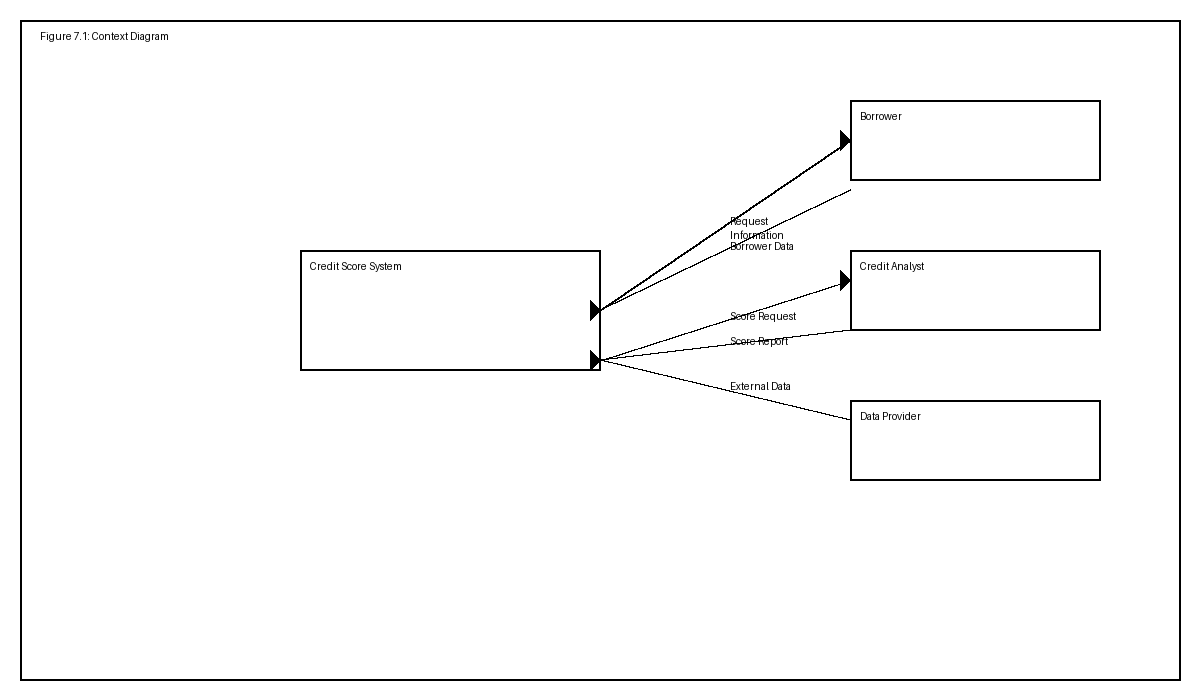 Figure 7.1: Context Diagram
Borrower
Request
Information
Borrower Data
Credit Score System
Credit Analyst
Score Request
Score Report
External Data
Data Provider